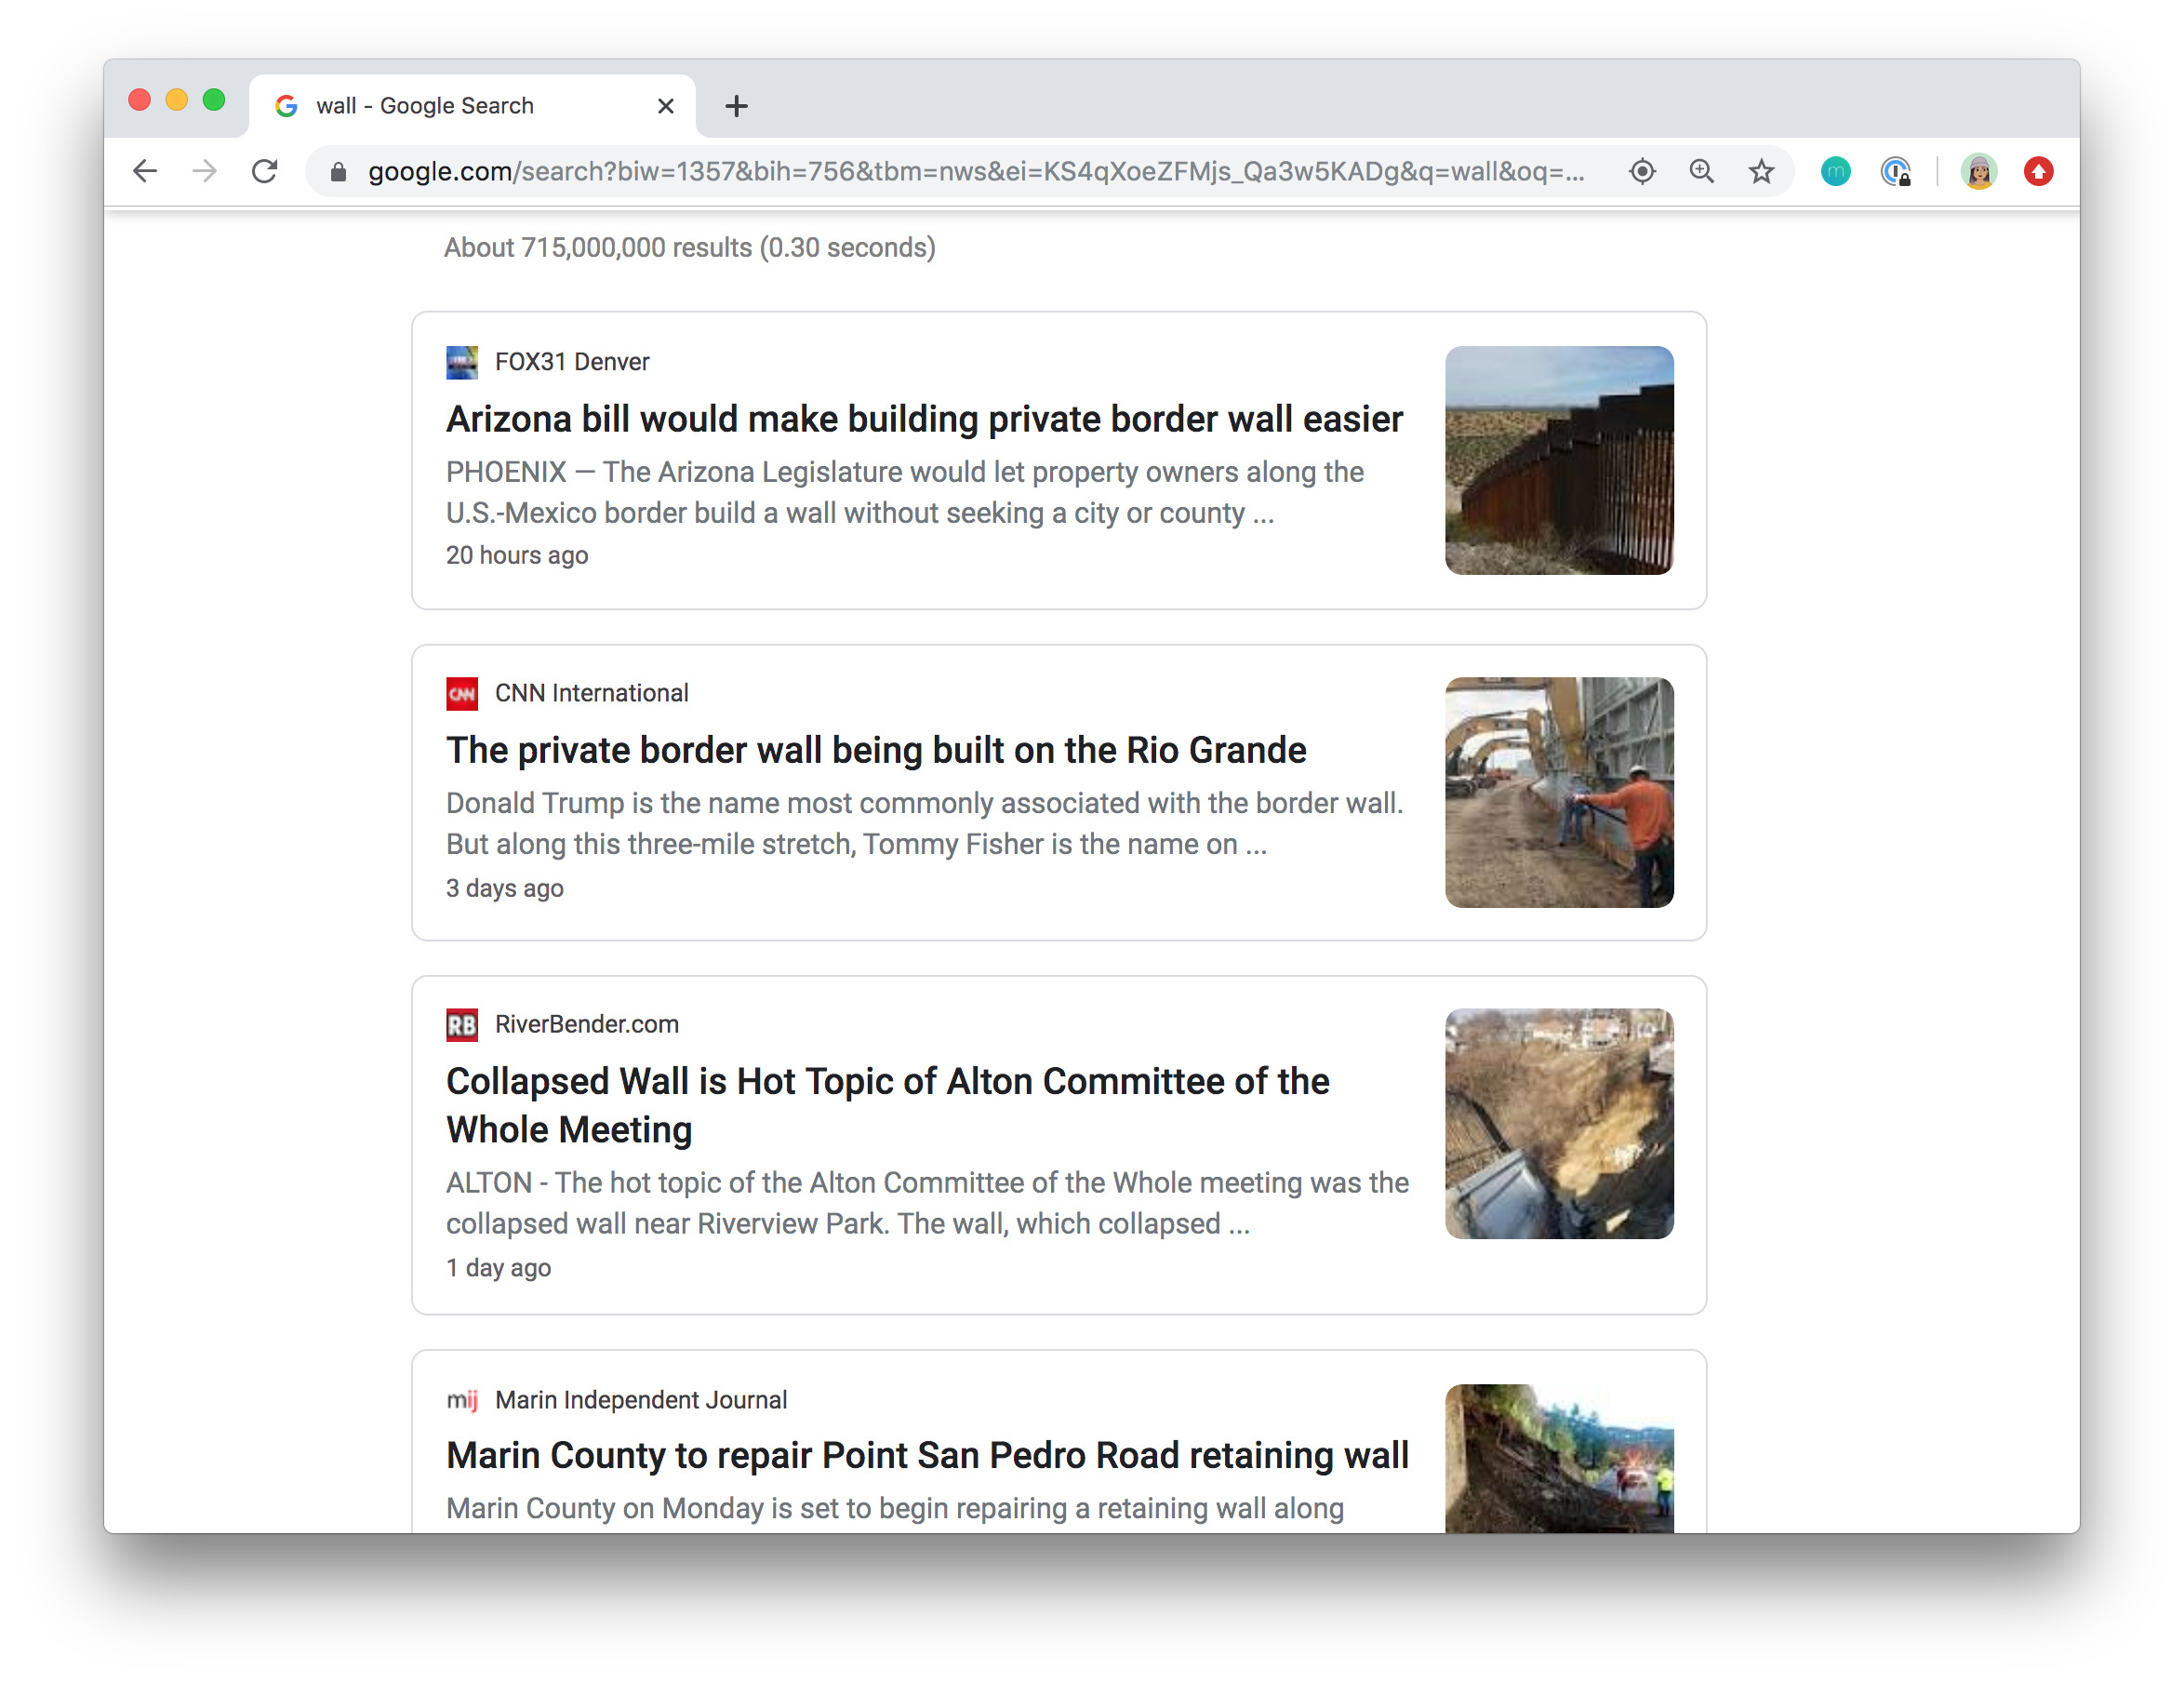 wall - Google Search
google.com/search?biw=1357&bih=756&tbm=nws&ei=KS4qXoeZFMjs_Qa3w5KADg&q=wall&oq=...
m
About 715,000,000 results (0.30 seconds)
FOX31 Denver
Arizona bill would make building private border wall easier
PHOENIX — The Arizona Legislature would let property owners along the
U.S.-Mexico border build a wall without seeking a city or county ...
20 hours ago
CNN CNN International
The private border wall being built on the Rio Grande
Donald Trump is the name most commonly associated with the border wall.
But along this three-mile stretch, Tommy Fisher is the name on ...
3 days ago
RB RiverBender.com
Collapsed Wall is Hot Topic of Alton Committee of the
Whole Meeting
ALTON - The hot topic of the Alton Committee of the Whole meeting was the
collapsed wall near Riverview Park. The wall, which collapsed ...
1 day ago
mij Marin Independent Journal
Marin County to repair Point San Pedro Road retaining wall
Marin County on Monday is set to begin repairing a retaining wall along